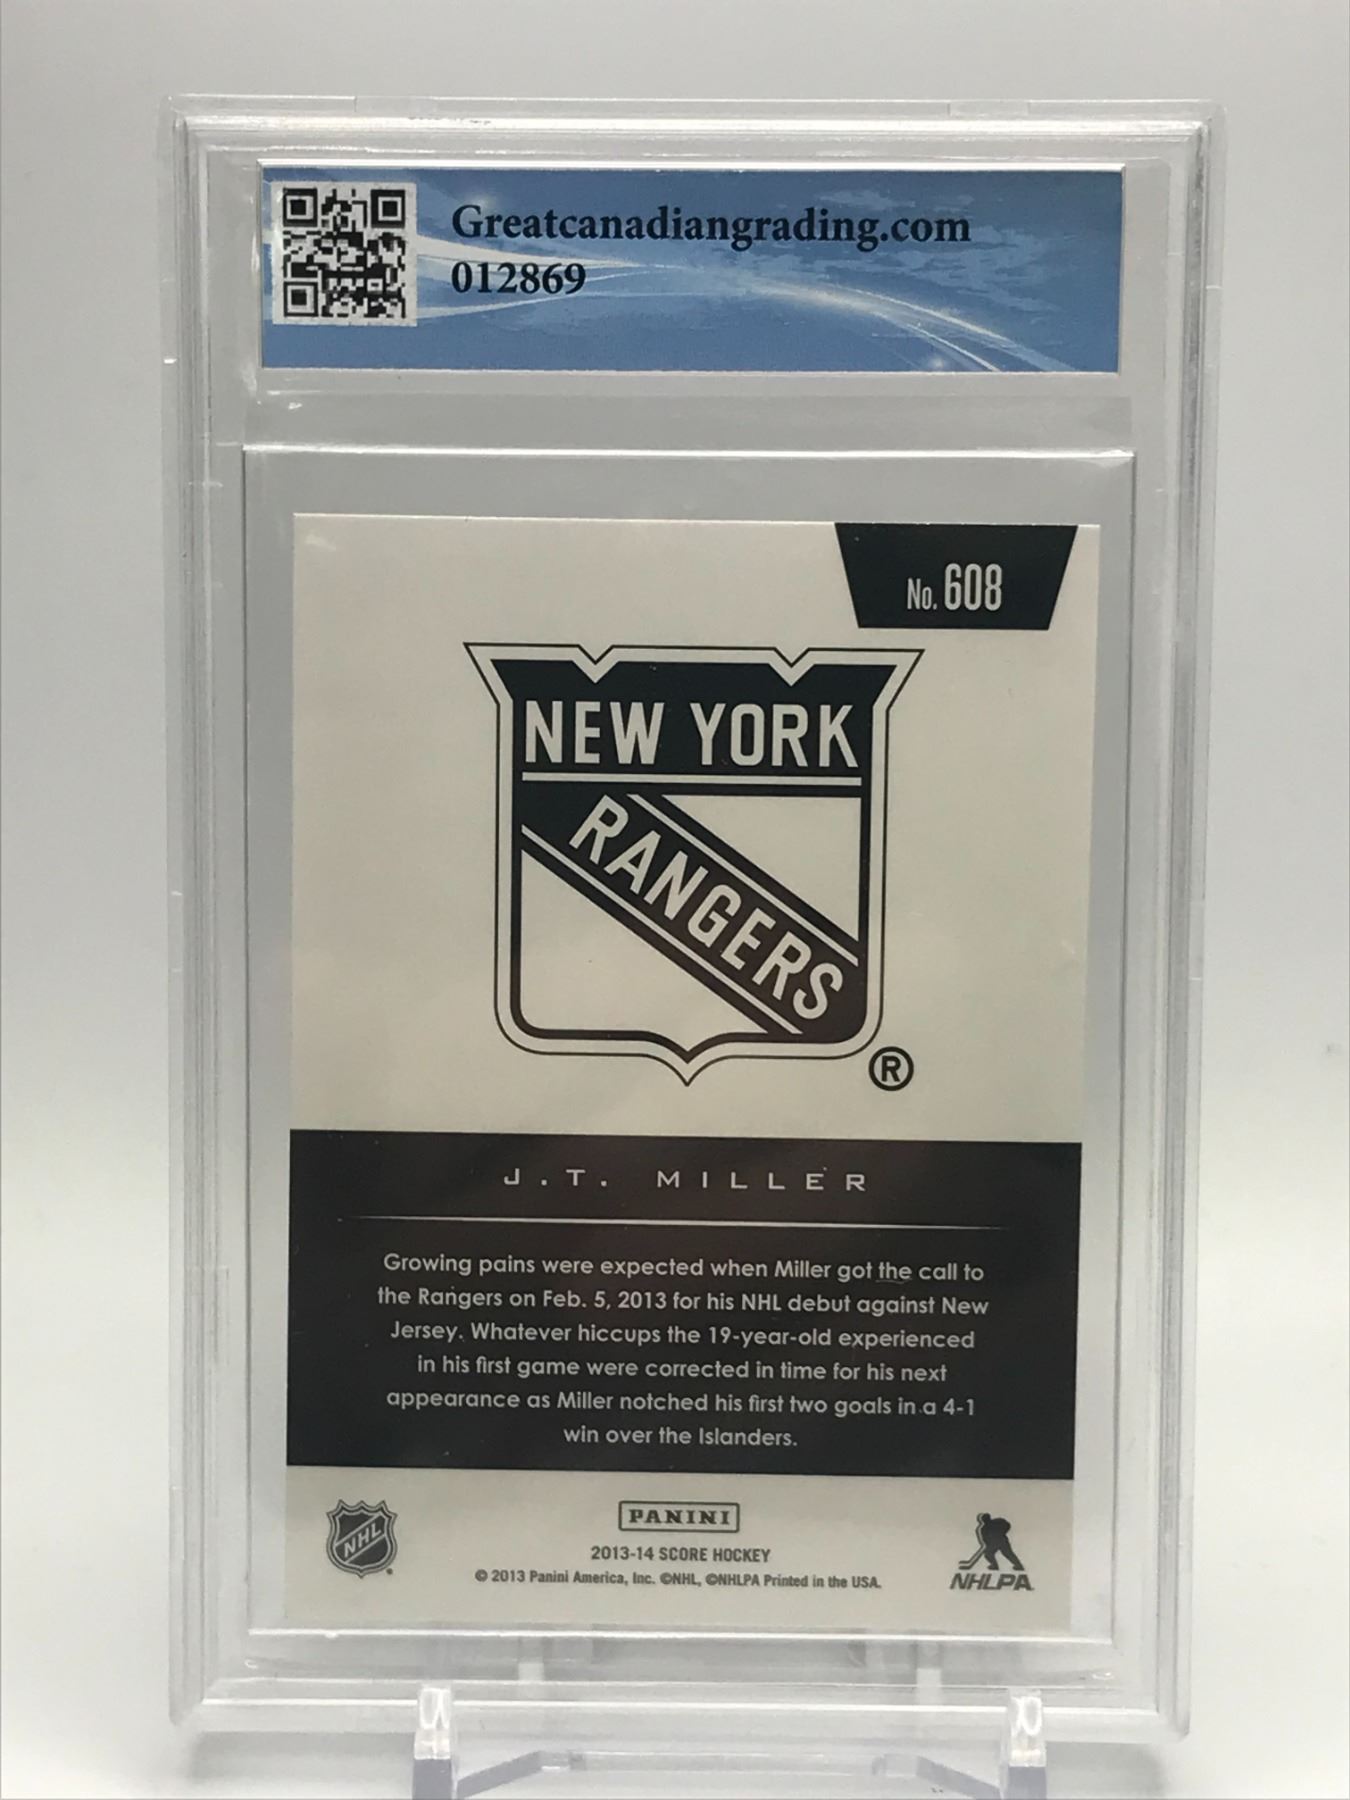 Greatcanadiangrading.com
012869
No. 608
NEW YORK
RANGERS
®
J.T. MILLER
Growing pains were expected when Miller got the call to
the Rangers on Feb. 5, 2013 for his NHL debut against New
Jersey. Whatever hiccups the 19-year-old experienced
in his first game were corrected in time for his next
appearance as Miller notched his first two goals in a 4-1
win over the Islanders.
NHL
PANINI
2013-14 SCORE HOCKEY
© 2013 Panini America, Inc. ©NHL, ©NHLPA Printed in the USA.
NHLPA